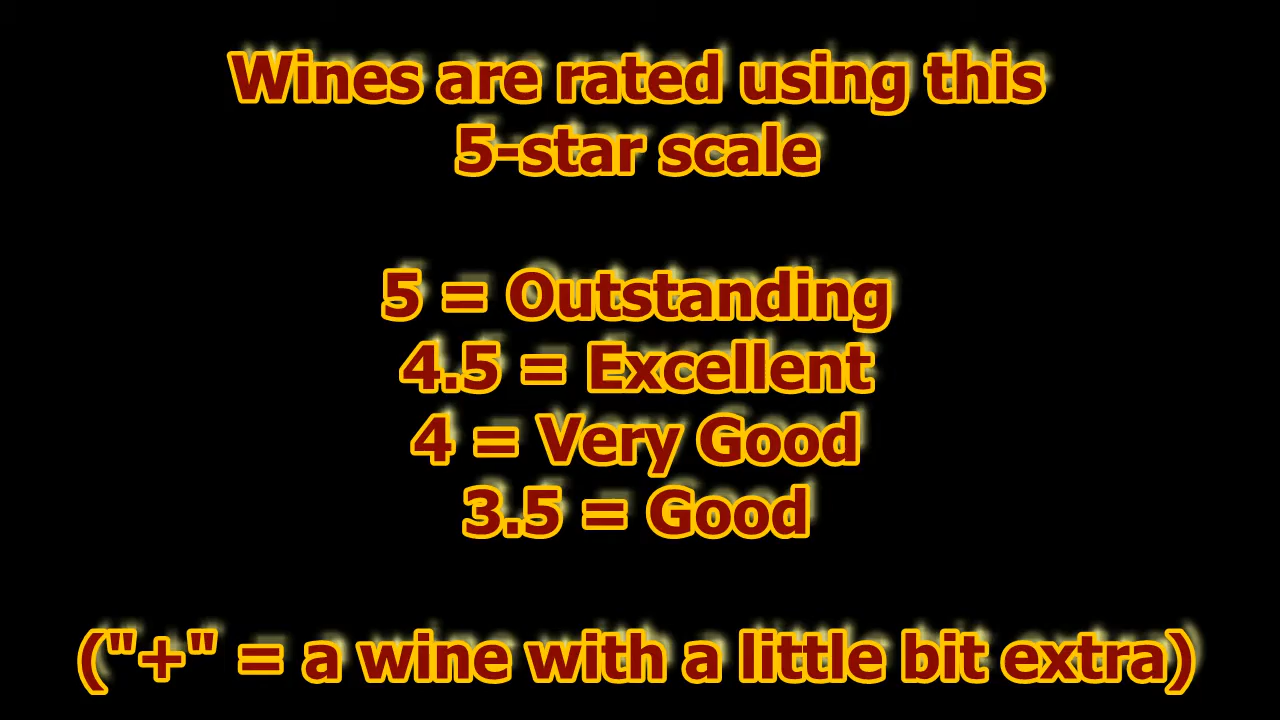 Wines are rated using this
5-star scale
5 = Outstanding
4.5 = Excellent
4 = Very Good
3.5 = Good
("+" = a wine with a little bit extra)